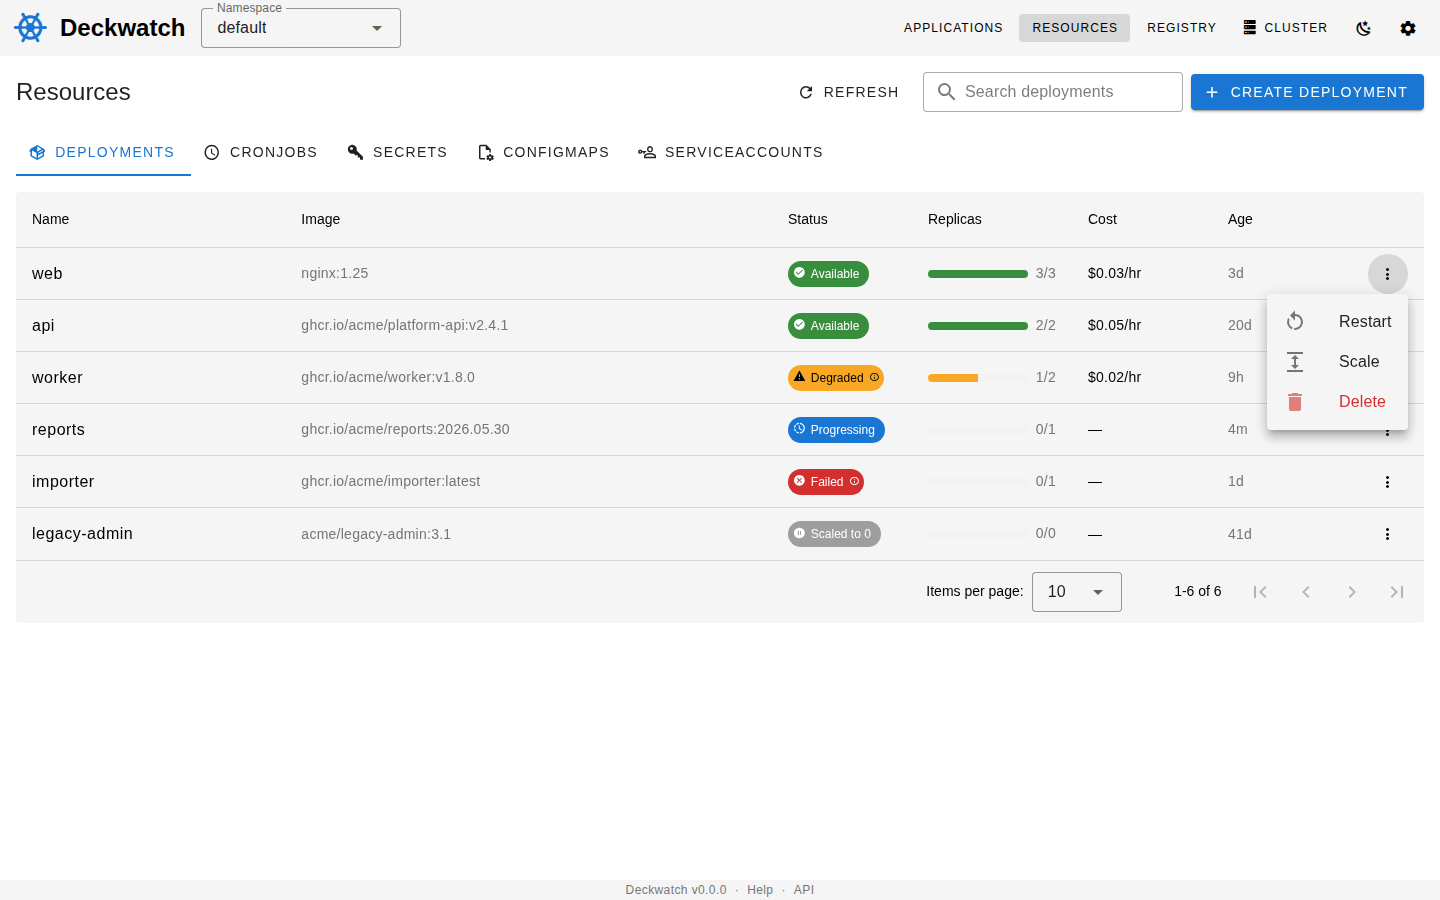 Deckwatch
Namespace
default
APPLICATIONS
RESOURCES
REGISTRY
CLUSTER
Resources
REFRESH
Search deployments
CREATE DEPLOYMENT
DEPLOYMENTS
CRONJOBS
SECRETS
CONFIGMAPS
SERVICEACCOUNTS
Name Image Status Replicas Cost Age
web nginx:1.25 Available 3/3 $0.03/hr 3d
api ghcr.io/acme/platform-api:v2.4.1 Available 2/2 $0.05/hr 20d
worker ghcr.io/acme/worker:v1.8.0 Degraded 1/2 $0.02/hr 9h
reports ghcr.io/acme/reports:2026.05.30 Progressing 0/1 — 4m
importer ghcr.io/acme/importer:latest Failed 0/1 — 1d
legacy-admin acme/legacy-admin:3.1 Scaled to 0 0/0 — 41d
Restart
Scale
Delete
Items per page: 10 1-6 of 6
Deckwatch v0.0.0 · Help · API